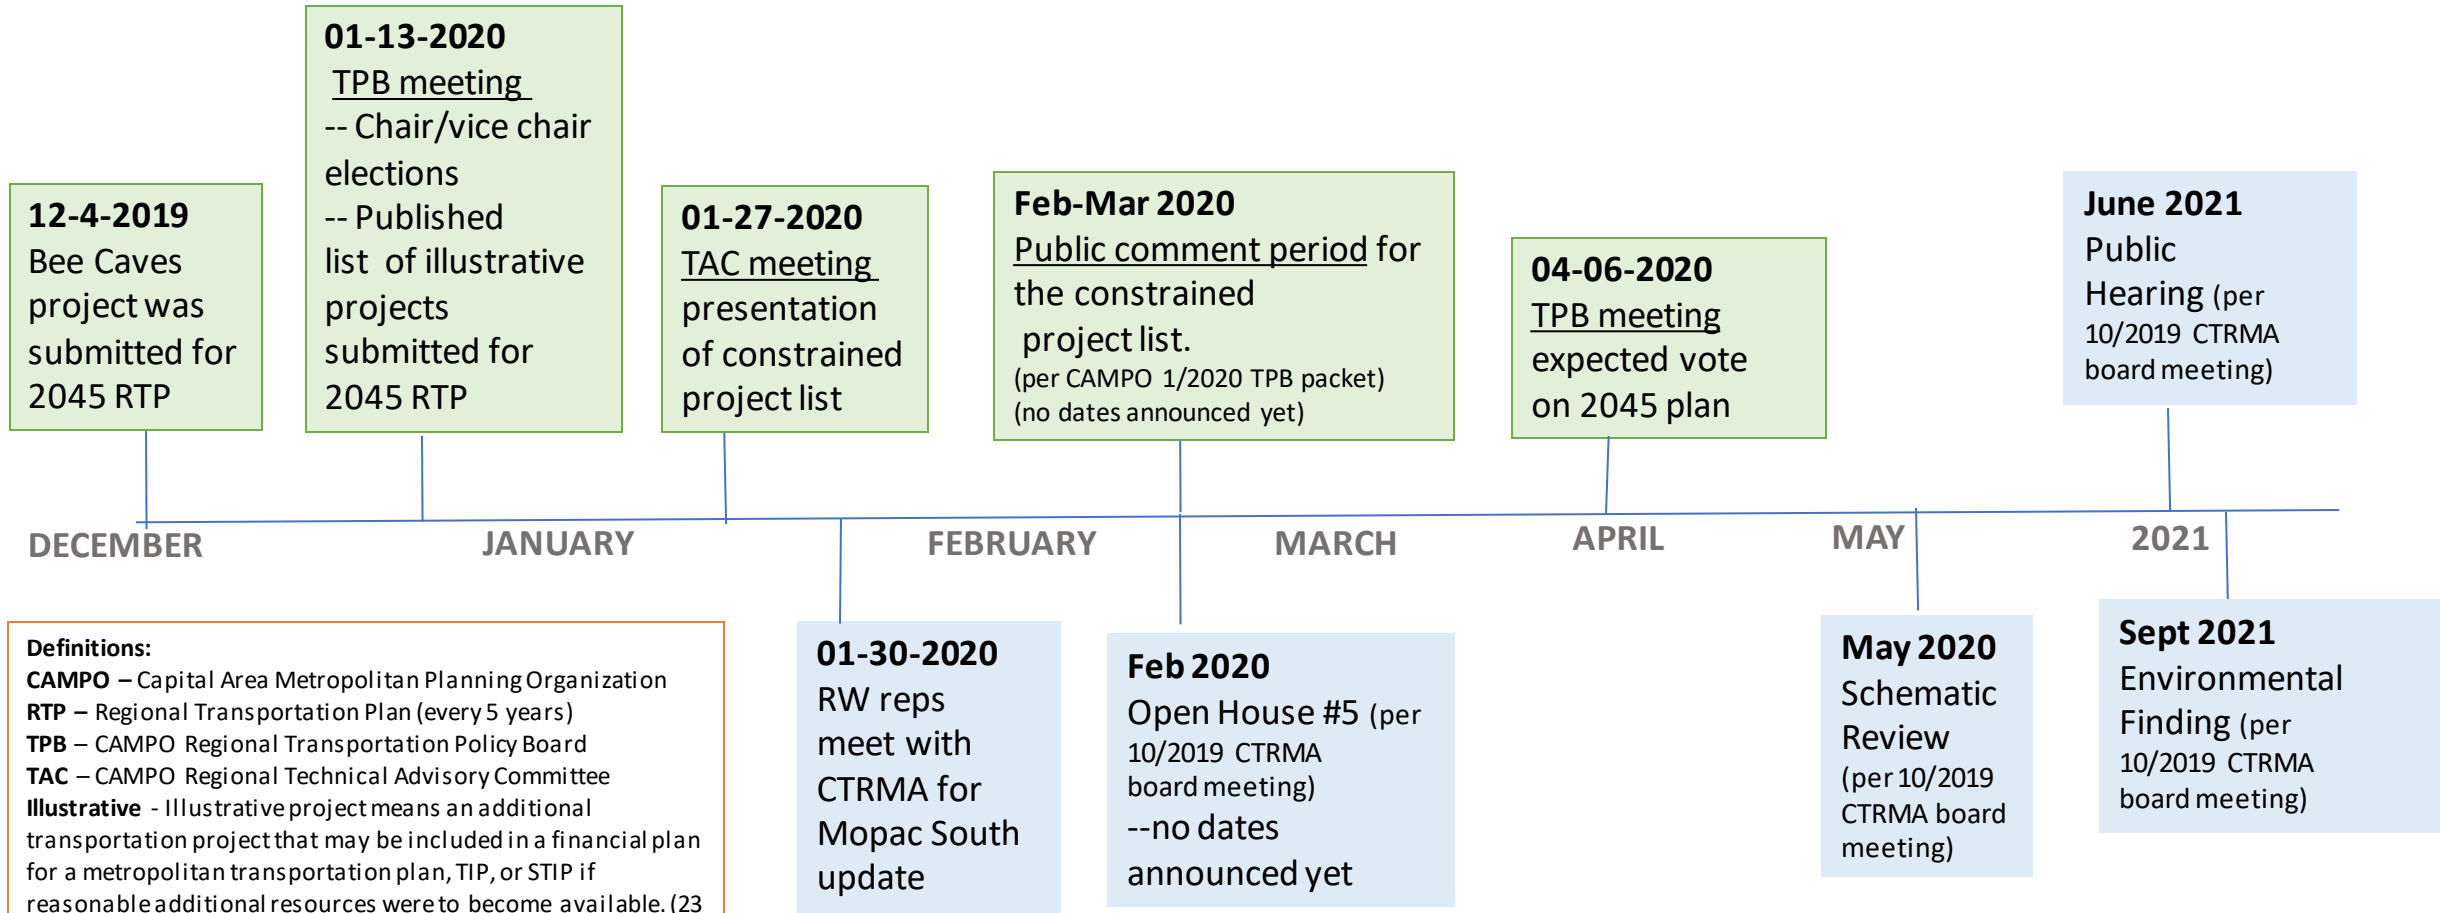 12-4-2019
Bee Caves
project was
submitted for
2045 RTP
01-13-2020
TPB meeting
-- Chair/vice chair
elections
-- Published
list of illustrative
projects
submitted for
2045 RTP
01-27-2020
TAC meeting
presentation
of constrained
project list
Feb-Mar 2020
Public comment period for
the constrained
project list.
(per CAMPO 1/2020 TPB packet)
(no dates announced yet)
04-06-2020
TPB meeting
expected vote
on 2045 plan
June 2021
Public
Hearing (per
10/2019 CTRMA
board meeting)
DECEMBER
JANUARY
FEBRUARY
MARCH
APRIL
MAY
2021
Definitions:
CAMPO – Capital Area Metropolitan Planning Organization
RTP – Regional Transportation Plan (every 5 years)
TPB – CAMPO Regional Transportation Policy Board
TAC – CAMPO Regional Technical Advisory Committee
Illustrative - Illustrative project means an additional
transportation project that may be included in a financial plan
for a metropolitan transportation plan, TIP, or STIP if
reasonable additional resources were to become available. (23
01-30-2020
RW reps
meet with
CTRMA for
Mopac South
update
Feb 2020
Open House #5 (per
10/2019 CTRMA
board meeting)
--no dates
announced yet
May 2020
Schematic
Review
(per 10/2019
CTRMA board
meeting)
Sept 2021
Environmental
Finding (per
10/2019 CTRMA
board meeting)